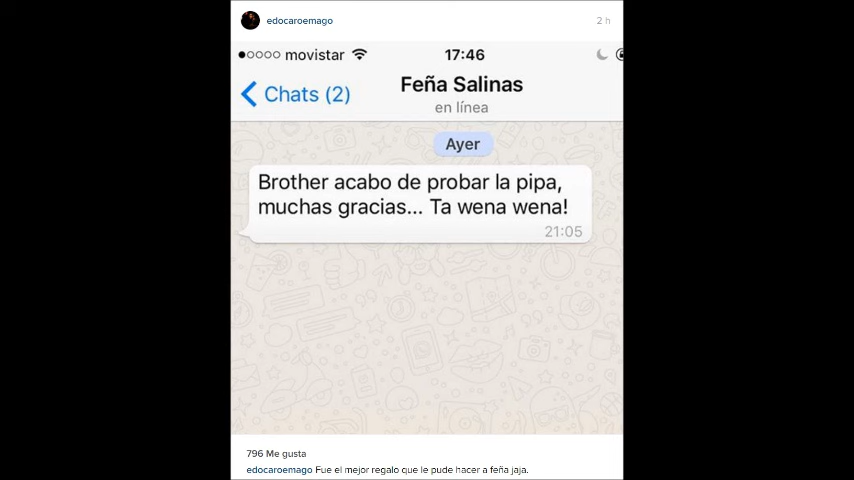 edocaroemago 2 h
movistar 17:46
Chats (2) Feña Salinas
en línea
Ayer
Brother acabo de probar la pipa,
muchas gracias... Ta wena wena!
21:05
796 Me gusta
edocaroemago Fue el mejor regalo que le pude hacer a feña jaja.